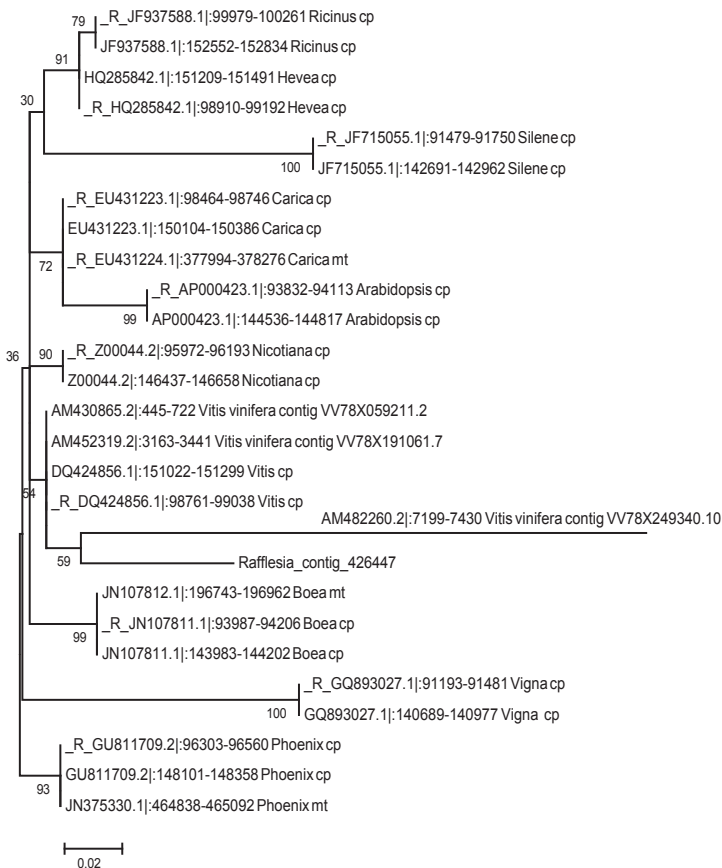 79
_R_JF937588.1|:99979-100261 Ricinus cp
JF937588.1|:152552-152834 Ricinus cp
91
HQ285842.1|:151209-151491 Hevea cp
_R_HQ285842.1|:98910-99192 Hevea cp
30
_R_JF715055.1|:91479-91750 Silene cp
100
JF715055.1|:142691-142962 Silene cp
_R_EU431223.1|:98464-98746 Carica cp
EU431223.1|:150104-150386 Carica cp
_R_EU431224.1|:377994-378276 Carica mt
72
_R_AP000423.1|:93832-94113 Arabidopsis cp
99
AP000423.1|:144536-144817 Arabidopsis cp
36
90
_R_Z00044.2|:95972-96193 Nicotiana cp
Z00044.2|:146437-146658 Nicotiana cp
AM430865.2|:445-722 Vitis vinifera contig VV78X059211.2
AM452319.2|:3163-3441 Vitis vinifera contig VV78X191061.7
DQ424856.1|:151022-151299 Vitis cp
54
_R_DQ424856.1|:98761-99038 Vitis cp
AM482260.2|:7199-7430 Vitis vinifera contig VV78X249340.10
59
Rafflesia_contig_426447
JN107812.1|:196743-196962 Boea mt
_R_JN107811.1|:93987-94206 Boea cp
99
JN107811.1|:143983-144202 Boea cp
_R_GQ893027.1|:91193-91481 Vigna cp
100
GQ893027.1|:140689-140977 Vigna cp
_R_GU811709.2|:96303-96560 Phoenix cp
GU811709.2|:148101-148358 Phoenix cp
93
JN375330.1|:464838-465092 Phoenix mt
0.02